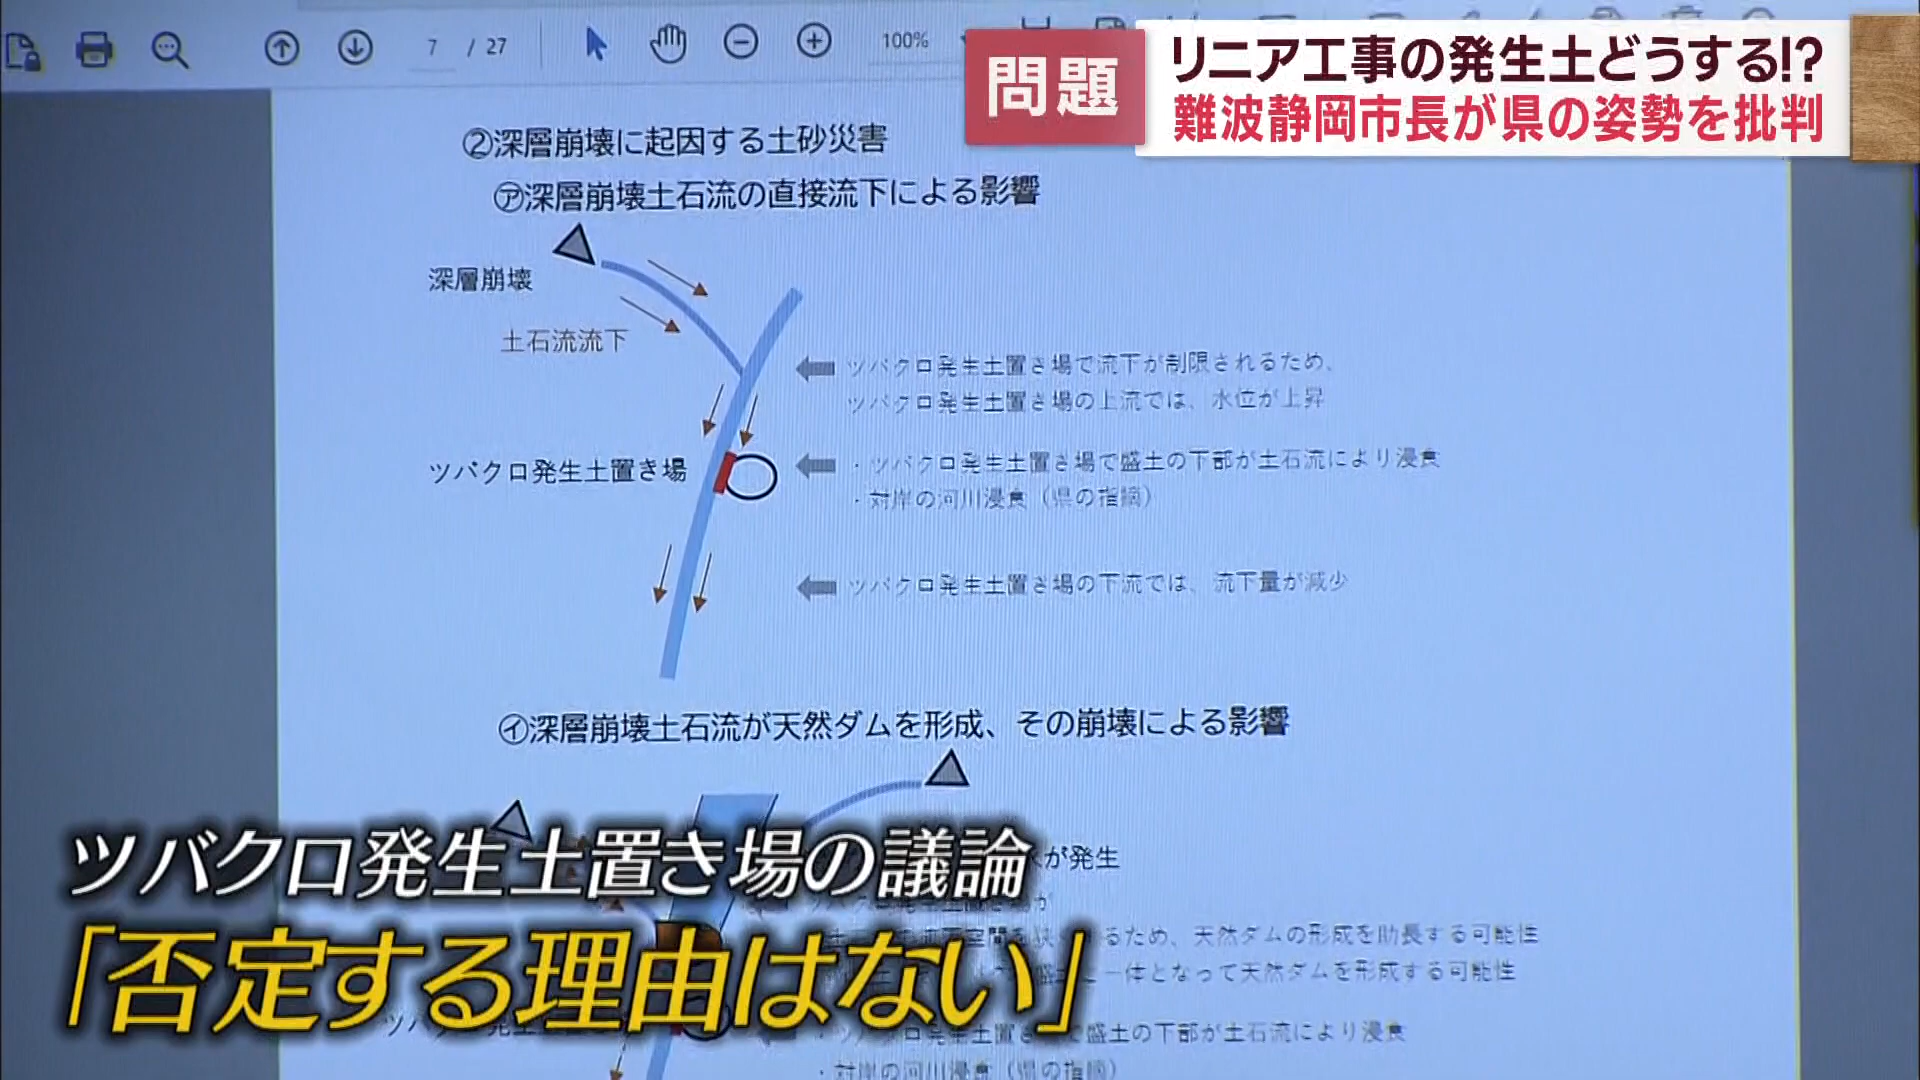 7 / 27
100%
問題
リニア工事の発生土どうする!?
難波静岡市長が県の姿勢を批判
②深層崩壊に起因する土砂災害
㋐深層崩壊土石流の直接流下による影響
深層崩壊
土石流流下
ツバクロ発生土置き場で流下が制限されるため、
ツバクロ発生土置き場の上流では、水位が上昇
ツバクロ発生土置き場
・ツバクロ発生土置き場で盛土の下部が土石流により浸食
・対岸の河川浸食（県の指摘）
ツバクロ発生土置き場の下流では、流下量が減少
㋑深層崩壊土石流が天然ダムを形成、その崩壊による影響
が発生
るため、天然ダムの形成を助長する可能性
一体となって天然ダムを形成する可能性
盛土の下部が土石流により浸食
・対岸の河川浸食（県の指摘）
ツバクロ発生土置き場の議論
「否定する理由はない」